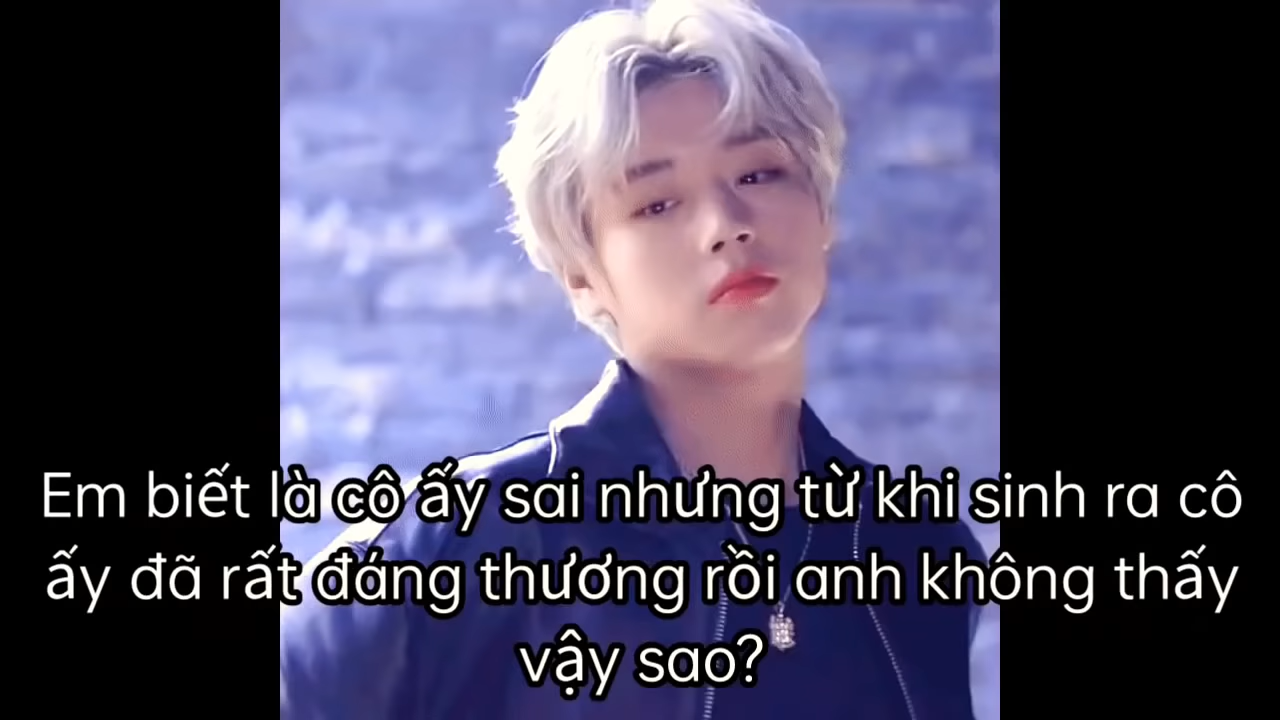 Em biết là cô ấy sai nhưng từ khi sinh ra cô
ấy đã rất đáng thương rồi anh không thấy
vậy sao?